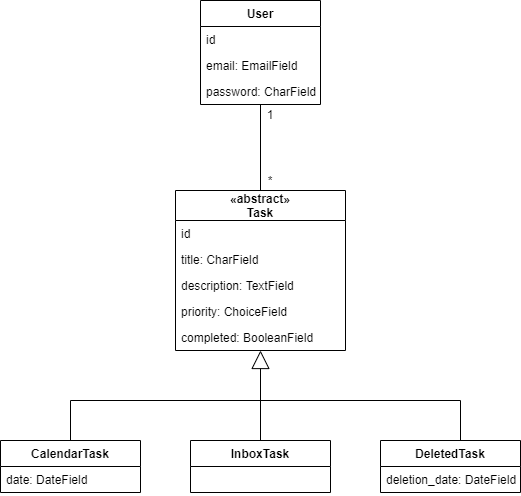 User
id
email: EmailField
password: CharField
1
*
«abstract»
Task
id
title: CharField
description: TextField
priority: ChoiceField
completed: BooleanField
CalendarTask
date: DateField
InboxTask
DeletedTask
deletion_date: DateField